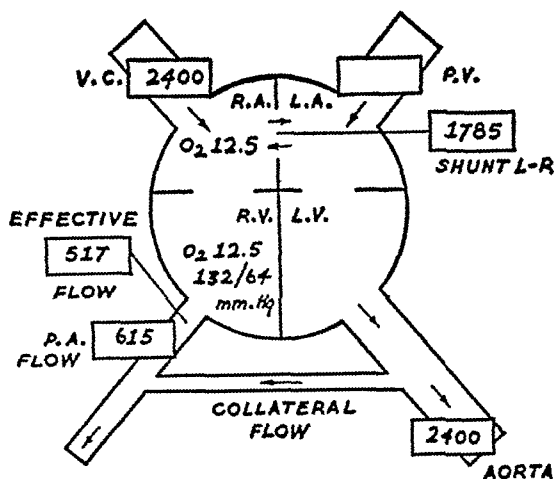 V.C. 2400
P.V.
R.A. L.A.
O2 12.5
1785
SHUNT L-R
R.V. L.V.
EFFECTIVE
517
FLOW
O2 12.5
132/64
mm.Hg
P.A. 615
FLOW
COLLATERAL
FLOW
2400
AORTA